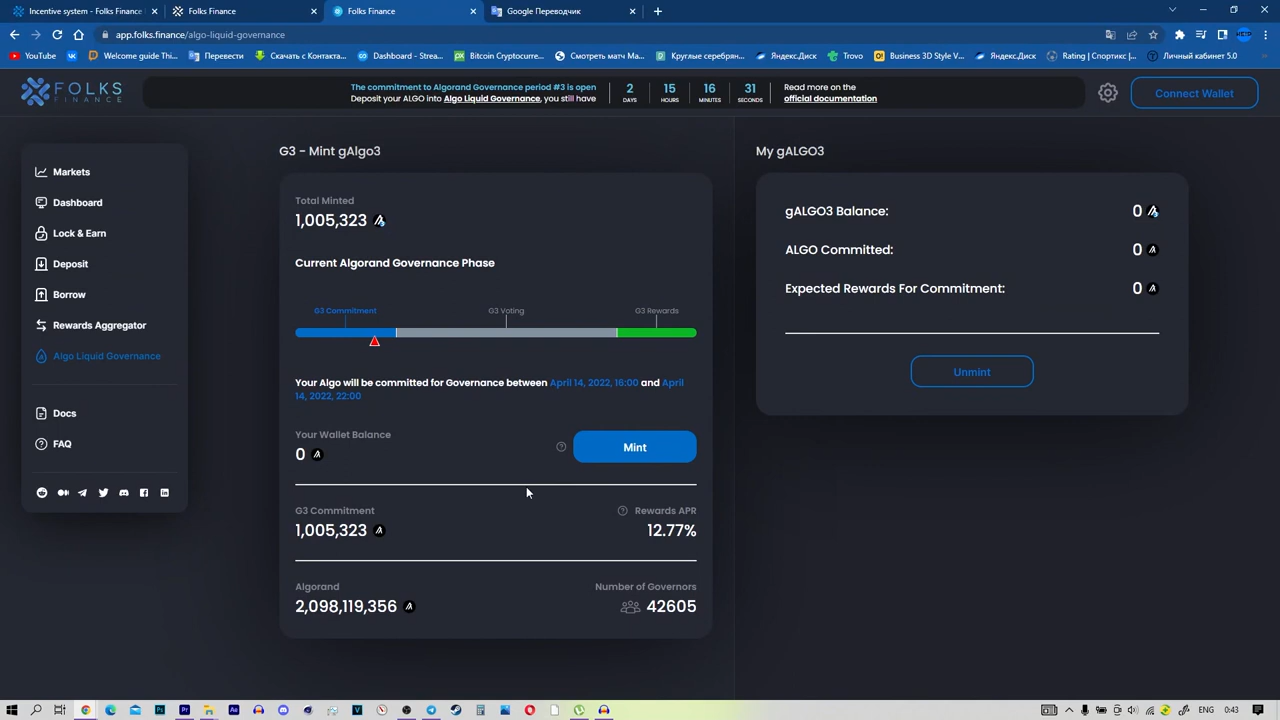 Incentive system - Folks Finance
Folks Finance
Folks Finance
Google Переводчик
app.folks.finance/algo-liquid-governance
YouTube
Welcome guide Thi...
Перевести
Скачать с Контакта...
Dashboard - Strea...
Bitcoin Cryptocurre...
Смотреть матч Ма...
Круглые серебрян...
Яндекс.Диск
Trovo
Business 3D Style V...
Яндекс.Диск
Rating | Спортикс |...
Личный кабинет 5.0
FOLKS
FINANCE
The commitment to Algorand Governance period #3 is open
Deposit your ALGO into Algo Liquid Governance, you still have
2
DAYS
15
HOURS
16
MINUTES
31
SECONDS
Read more on the
official documentation
Connect Wallet
Markets
Dashboard
Lock & Earn
Deposit
Borrow
Rewards Aggregator
Algo Liquid Governance
Docs
FAQ
G3 - Mint gAlgo3
Total Minted
1,005,323
Current Algorand Governance Phase
G3 Commitment
G3 Voting
G3 Rewards
Your Algo will be committed for Governance between April 14, 2022, 16:00 and April
14, 2022, 22:00
Your Wallet Balance
0
Mint
G3 Commitment
1,005,323
Rewards APR
12.77%
Algorand
2,098,119,356
Number of Governors
42605
My gALGO3
gALGO3 Balance:
0
ALGO Committed:
0
Expected Rewards For Commitment:
0
Unmint
ENG
0:43